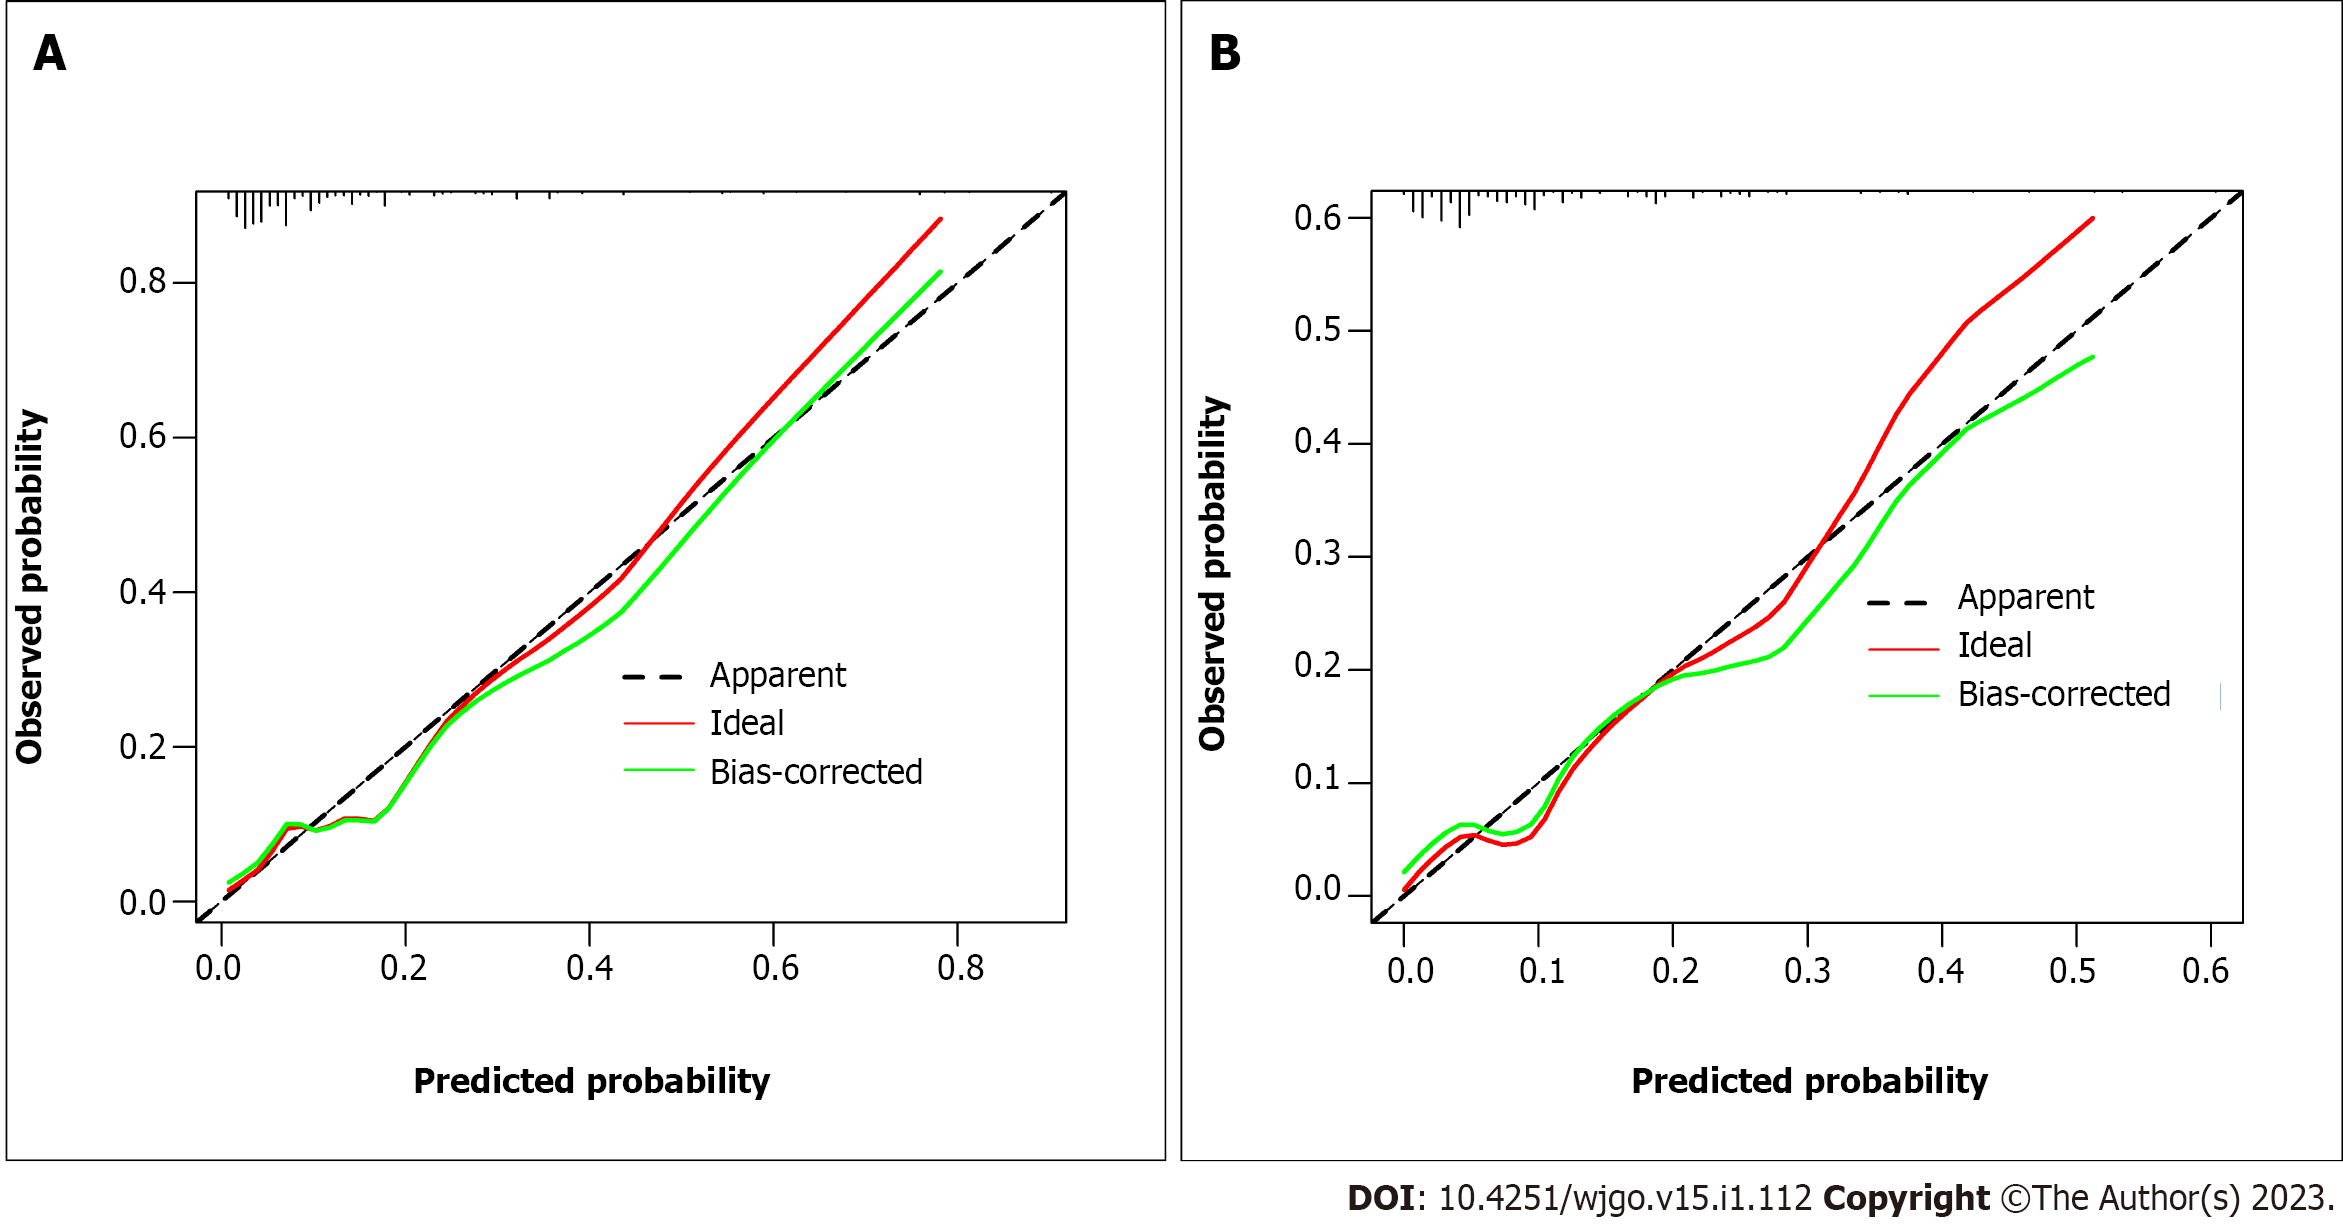 A
0.8
0.6
0.4
0.2
0.0
Observed probability
Apparent
Ideal
Bias-corrected
0.0 0.2 0.4 0.6 0.8
Predicted probability
B
0.6
0.5
0.4
0.3
0.2
0.1
0.0
Observed probability
Apparent
Ideal
Bias-corrected
0.0 0.1 0.2 0.3 0.4 0.5 0.6
Predicted probability
DOI: 10.4251/wjgo.v15.i1.112 Copyright ©The Author(s) 2023.